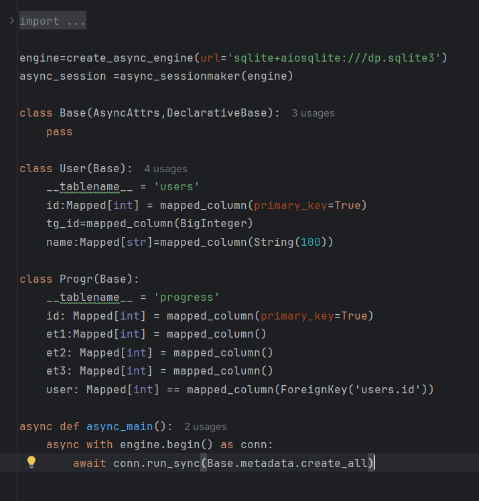 import ...
engine=create_async_engine(url='sqlite+aiosqlite:///dp.sqlite3')
async_session =async_sessionmaker(engine)
class Base(AsyncAttrs,DeclarativeBase): 3 usages
    pass
class User(Base): 4 usages
    __tablename__ = 'users'
    id:Mapped[int] = mapped_column(primary_key=True)
    tg_id=mapped_column(BigInteger)
    name:Mapped[str]=mapped_column(String(100))
class Progr(Base):
    __tablename__ = 'progress'
    id: Mapped[int] = mapped_column(primary_key=True)
    et1:Mapped[int] = mapped_column()
    et2: Mapped[int] = mapped_column()
    et3: Mapped[int] = mapped_column()
    user: Mapped[int] == mapped_column(ForeignKey('users.id'))
async def async_main(): 2 usages
    async with engine.begin() as conn:
        await conn.run_sync(Base.metadata.create_all)